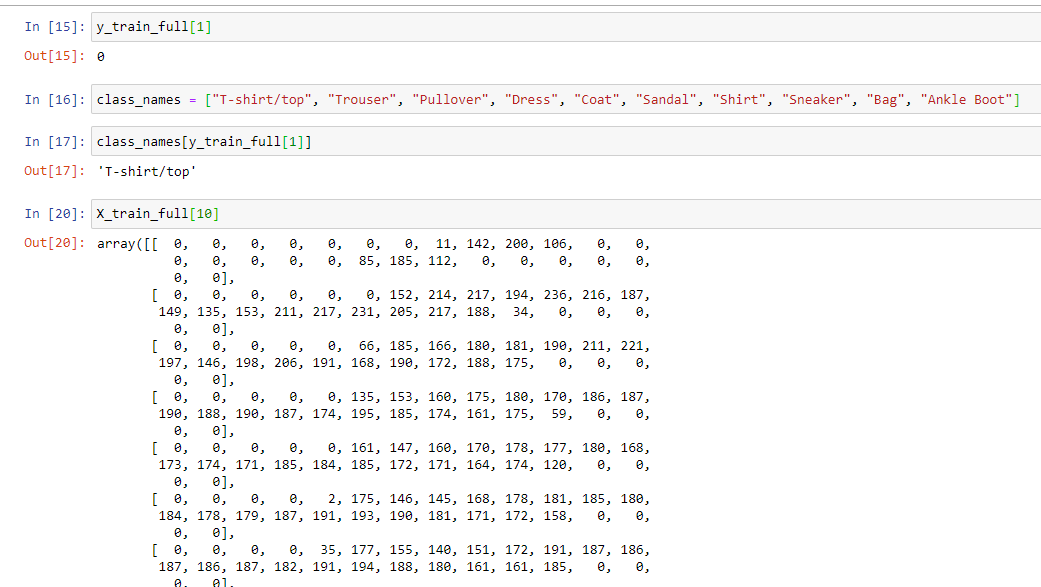 In [15]: y_train_full[1]
Out[15]: 0
In [16]: class_names = ["T-shirt/top", "Trouser", "Pullover", "Dress", "Coat", "Sandal", "Shirt", "Sneaker", "Bag", "Ankle Boot"]
In [17]: class_names[y_train_full[1]]
Out[17]: 'T-shirt/top'
In [20]: X_train_full[10]
Out[20]: array([[  0,   0,   0,   0,   0,   0,   0,  11, 142, 200, 106,   0,   0,
0,   0,   0,   0,   0,  85, 185, 112,   0,   0,   0,   0,   0,
0,   0],
[  0,   0,   0,   0,   0,   0, 152, 214, 217, 194, 236, 216, 187,
149, 135, 153, 211, 217, 231, 205, 217, 188,  34,   0,   0,   0,
0,   0],
[  0,   0,   0,   0,   0,  66, 185, 166, 180, 181, 190, 211, 221,
197, 146, 198, 206, 191, 168, 190, 172, 188, 175,   0,   0,   0,
0,   0],
[  0,   0,   0,   0,   0, 135, 153, 160, 175, 180, 170, 186, 187,
190, 188, 190, 187, 174, 195, 185, 174, 161, 175,  59,   0,   0,
0,   0],
[  0,   0,   0,   0,   0, 161, 147, 160, 170, 178, 177, 180, 168,
173, 174, 171, 185, 184, 185, 172, 171, 164, 174, 120,   0,   0,
0,   0],
[  0,   0,   0,   0,   2, 175, 146, 145, 168, 178, 181, 185, 180,
184, 178, 179, 187, 191, 193, 190, 181, 171, 172, 158,   0,   0,
0,   0],
[  0,   0,   0,   0,  35, 177, 155, 140, 151, 172, 191, 187, 186,
187, 186, 187, 182, 191, 194, 188, 180, 161, 161, 185,   0,   0,
0,   0],